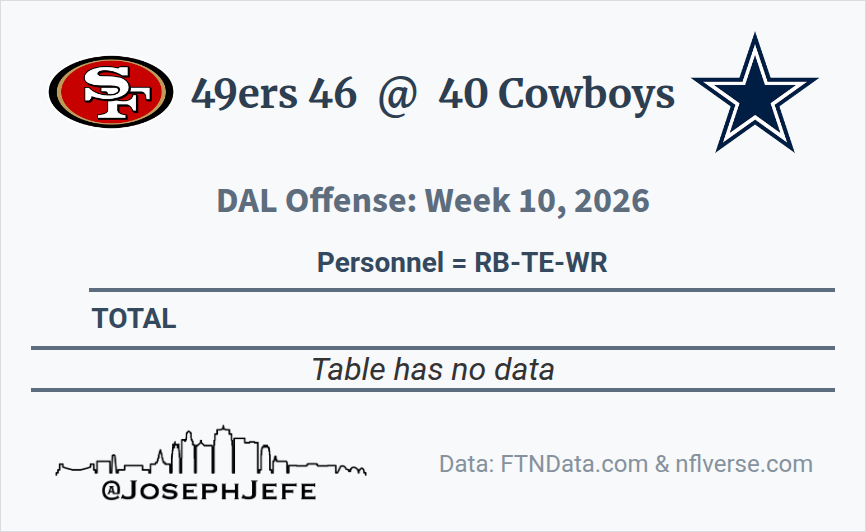 SF 49ers 46 @ 40 Cowboys
DAL Offense: Week 10, 2026
Personnel = RB-TE-WR
TOTAL
Table has no data
@JosephJefe
Data: FTNData.com & nflverse.com